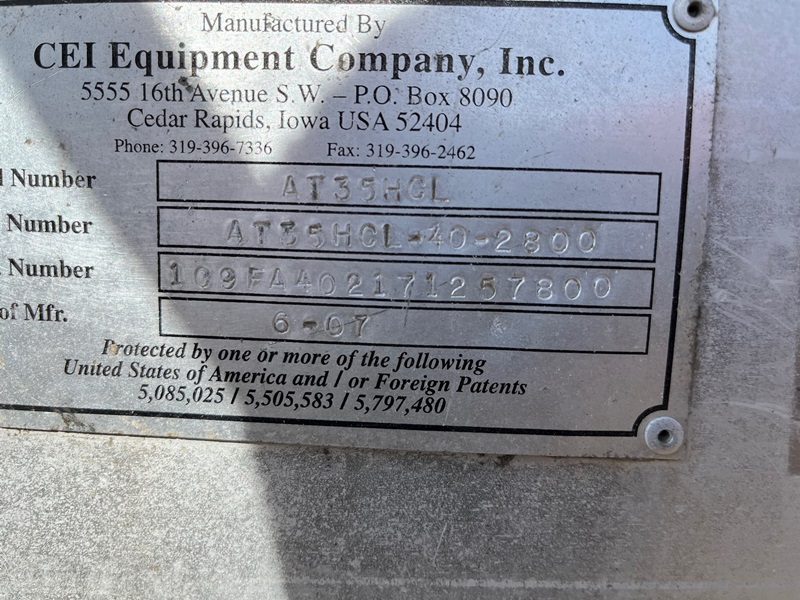 Manufactured By
CEI Equipment Company, Inc.
5555 16th Avenue S.W. – P.O. Box 8090
Cedar Rapids, Iowa USA 52404
Phone: 319-396-7336 Fax: 319-396-2462
l Number AT35HCL
Number AT35HCL-40-2800
Number 1C9FA402171257800
of Mfr. 6-07
Protected by one or more of the following
United States of America and / or Foreign Patents
5,085,025 / 5,505,583 / 5,797,480